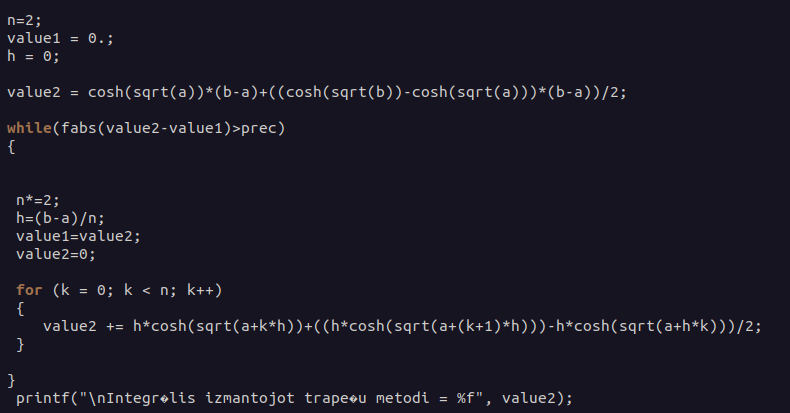 n=2;
value1 = 0.;
h = 0;
value2 = cosh(sqrt(a))*(b-a)+((cosh(sqrt(b))-cosh(sqrt(a)))*(b-a))/2;
while(fabs(value2-value1)>prec)
{
n*=2;
h=(b-a)/n;
value1=value2;
value2=0;
for (k = 0; k < n; k++)
{
value2 += h*cosh(sqrt(a+k*h))+((h*cosh(sqrt(a+(k+1)*h)))-h*cosh(sqrt(a+h*k)))/2;
}
}
printf("\nIntegr�lis izmantojot trape�u metodi = %f", value2);